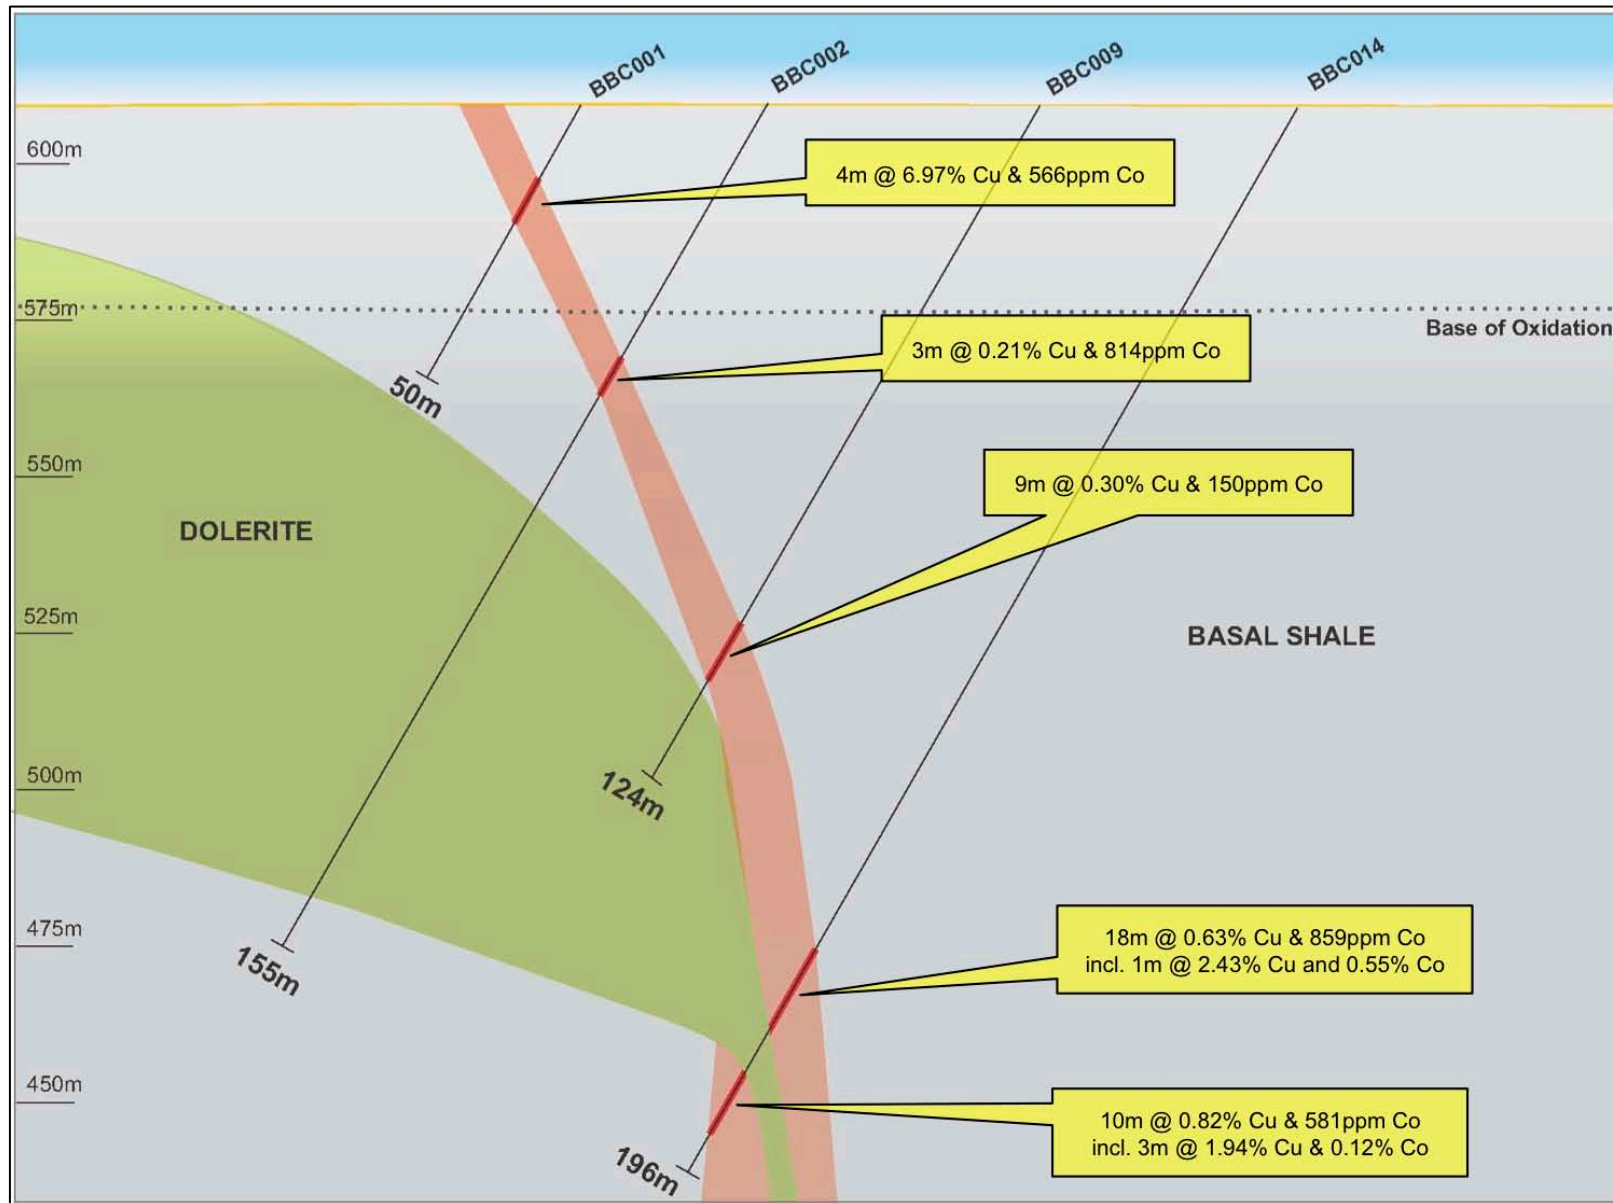 BBC001
BBC002
BBC009
BBC014
600m
4m @ 6.97% Cu & 566ppm Co
575m
Base of Oxidation
3m @ 0.21% Cu & 814ppm Co
50m
550m
9m @ 0.30% Cu & 150ppm Co
DOLERITE
525m
BASAL SHALE
500m
124m
475m
155m
18m @ 0.63% Cu & 859ppm Co
incl. 1m @ 2.43% Cu and 0.55% Co
450m
10m @ 0.82% Cu & 581ppm Co
incl. 3m @ 1.94% Cu & 0.12% Co
196m